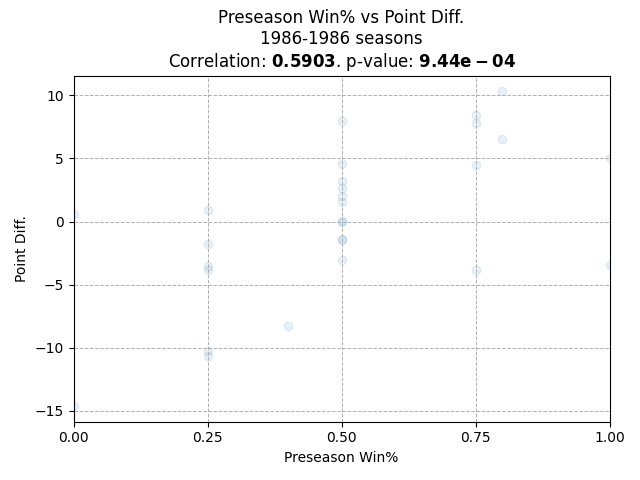 Preseason Win% vs Point Diff.
1986-1986 seasons
Correlation: 0.5903. p-value: 9.44e − 04
10
5
0
−5
−10
−15
Point Diff.
0.00 0.25 0.50 0.75 1.00
Preseason Win%